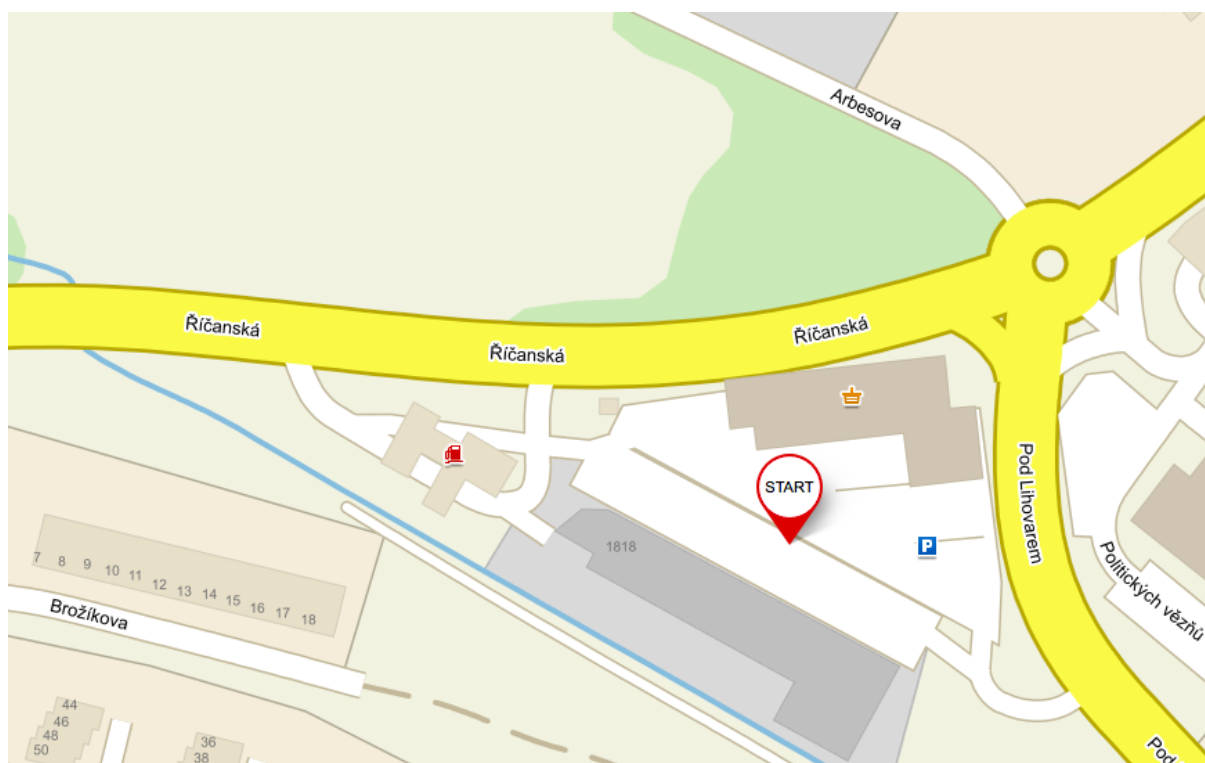 Arbesova
Říčanská
Říčanská
Říčanská
START
Pod Lihovarem
1818
P
Politických vězňů
7 8 9 10 11 12 13 14 15 16 17 18
Brožíkova
44
46
48
50
36
38
Pod